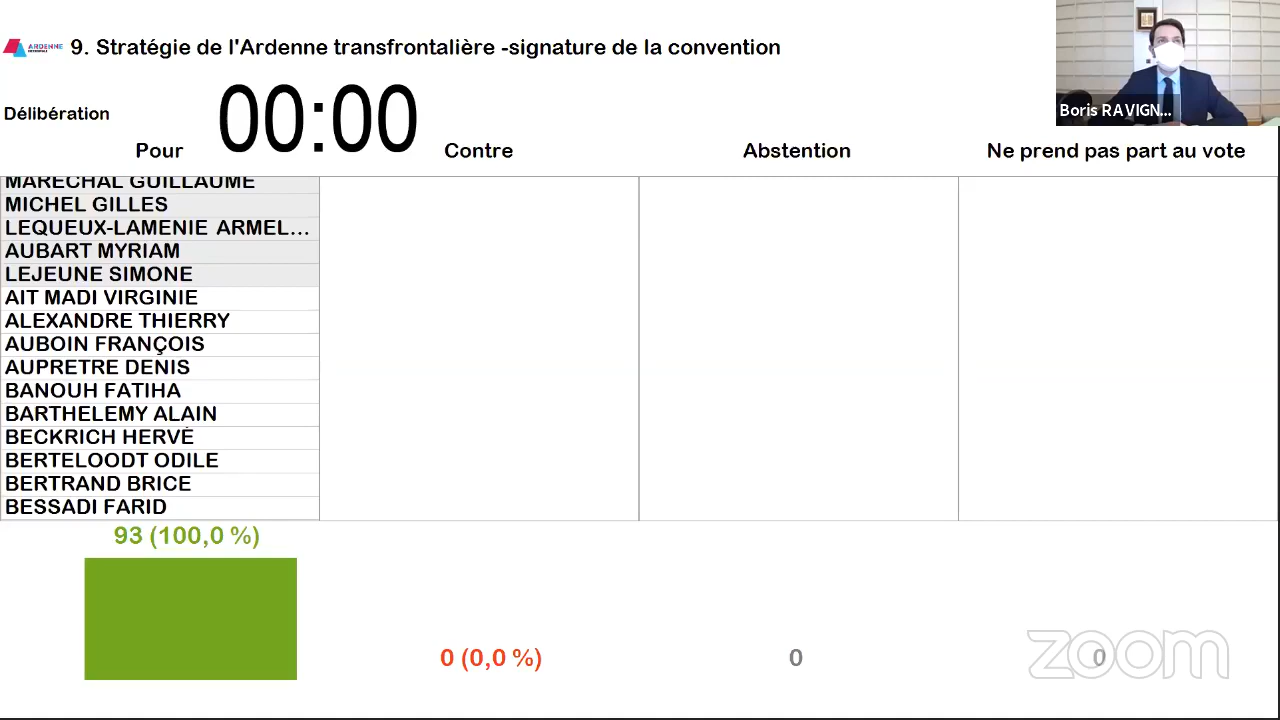 ARDENNE
9. Stratégie de l'Ardenne transfrontalière -signature de la convention
Boris RAVIGN...
Délibération
00:00
Pour
Contre
Abstention
Ne prend pas part au vote
MARECHAL GUILLAUME
MICHEL GILLES
LEQUEUX-LAMENIE ARMEL...
AUBART MYRIAM
LEJEUNE SIMONE
AIT MADI VIRGINIE
ALEXANDRE THIERRY
AUBOIN FRANÇOIS
AUPRETRE DENIS
BANOUH FATIHA
BARTHELEMY ALAIN
BECKRICH HERVÉ
BERTELOODT ODILE
BERTRAND BRICE
BESSADI FARID
93 (100,0 %)
0 (0,0 %)
0
0
zoom